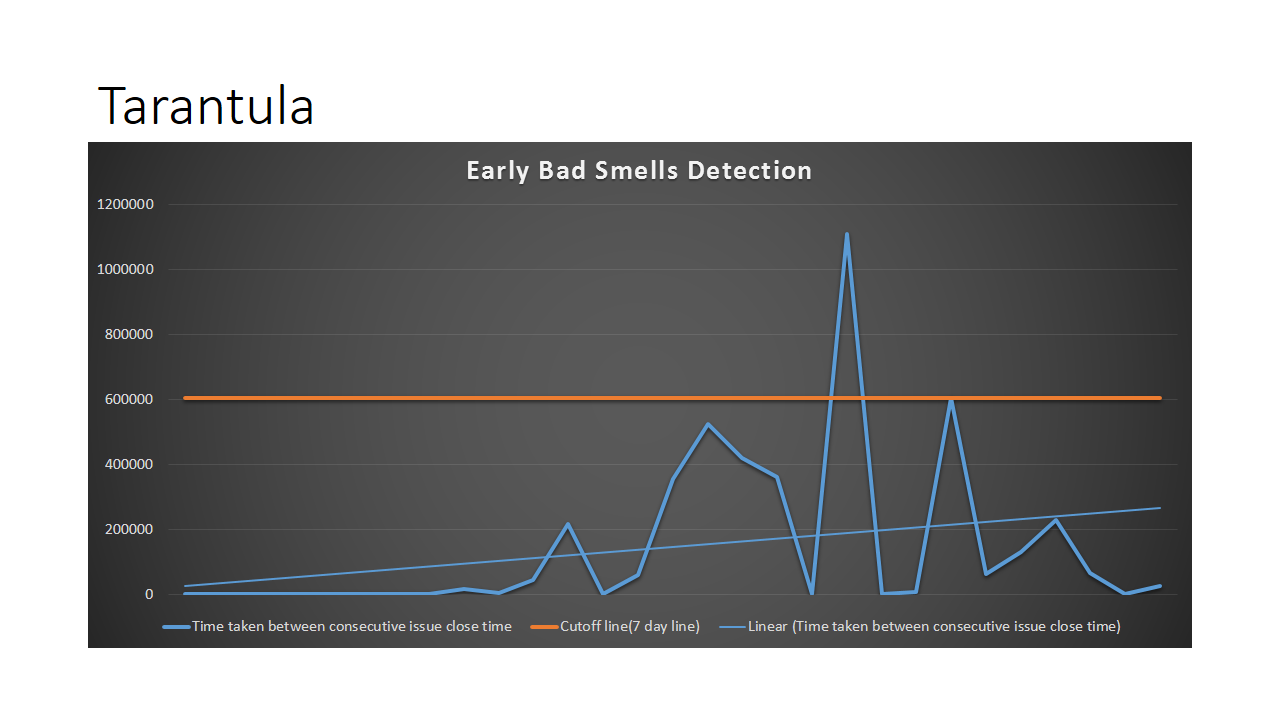 Tarantula
Early Bad Smells Detection
1200000
1000000
800000
600000
400000
200000
0
Time taken between consecutive issue close time
Cutoff line(7 day line)
Linear (Time taken between consecutive issue close time)